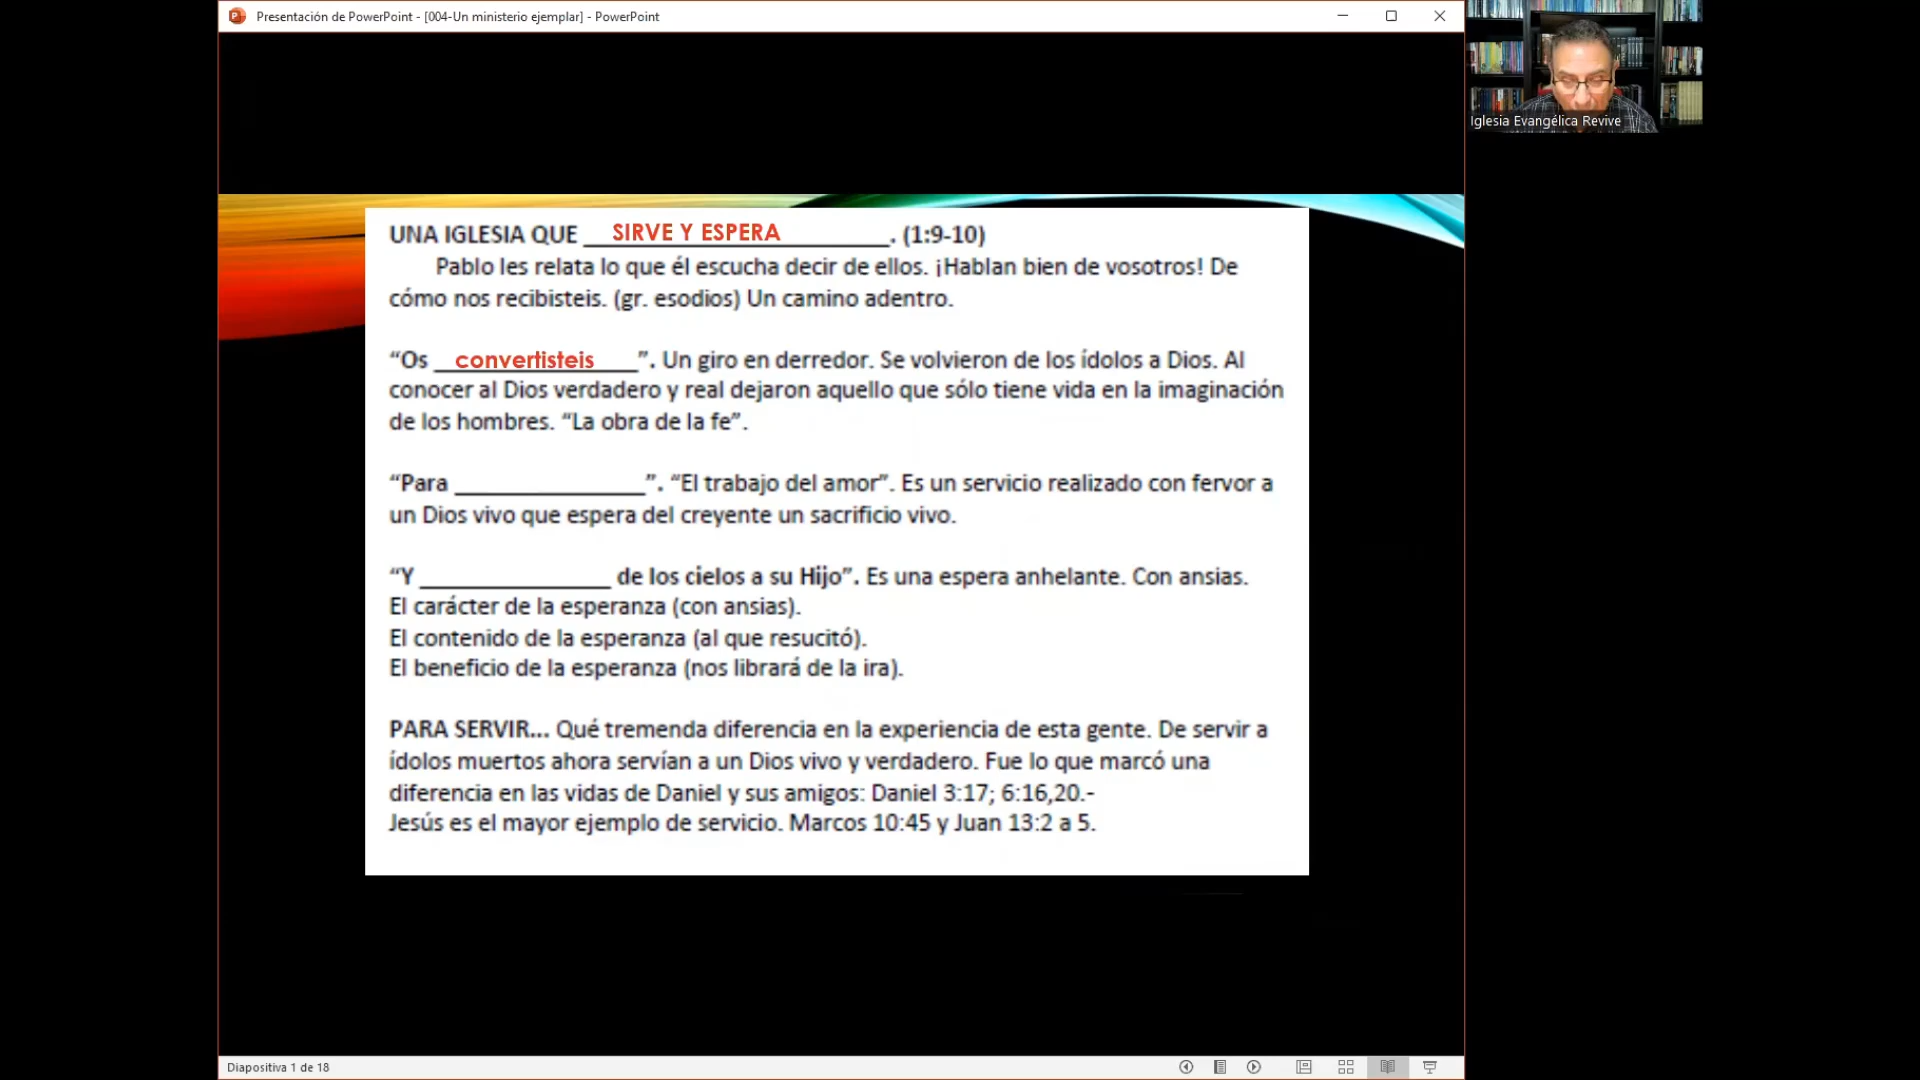 Presentación de PowerPoint - [004-Un ministerio ejemplar] - PowerPoint
Iglesia Evangélica Revive
UNA IGLESIA QUE ___SIRVE Y ESPERA___. (1:9-10)
Pablo les relata lo que él escucha decir de ellos. ¡Hablan bien de vosotros! De
cómo nos recibisteis. (gr. esodios) Un camino adentro.
“Os __convertisteis__”. Un giro en derredor. Se volvieron de los ídolos a Dios. Al
conocer al Dios verdadero y real dejaron aquello que sólo tiene vida en la imaginación
de los hombres. “La obra de la fe”.
“Para _______________”. “El trabajo del amor”. Es un servicio realizado con fervor a
un Dios vivo que espera del creyente un sacrificio vivo.
“Y _______________ de los cielos a su Hijo”. Es una espera anhelante. Con ansias.
El carácter de la esperanza (con ansias).
El contenido de la esperanza (al que resucitó).
El beneficio de la esperanza (nos librará de la ira).
PARA SERVIR... Qué tremenda diferencia en la experiencia de esta gente. De servir a
ídolos muertos ahora servían a un Dios vivo y verdadero. Fue lo que marcó una
diferencia en las vidas de Daniel y sus amigos: Daniel 3:17; 6:16,20.-
Jesús es el mayor ejemplo de servicio. Marcos 10:45 y Juan 13:2 a 5.
Diapositiva 1 de 18